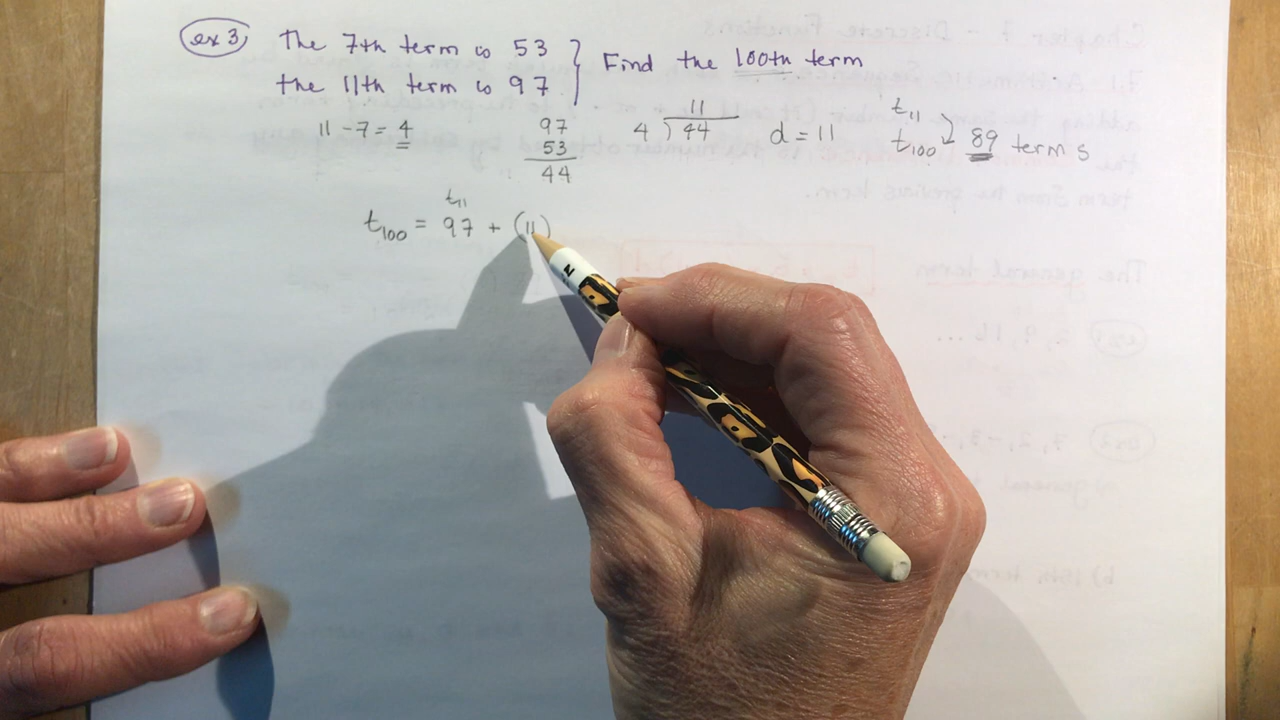 ex 3 The 7th term is 53
the 11th term is 97 } Find the 100th term
11 - 7 = 4
97
53
44
11
4 ) 44
d = 11
t11
t100 89 terms
t11
t100 = 97 + (11)
N